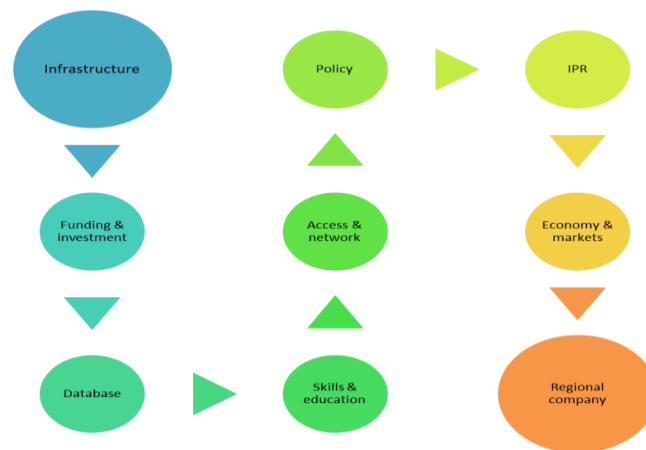 Infrastructure
Funding &
investment
Database
Skills &
education
Access &
network
Policy
IPR
Economy &
markets
Regional
company